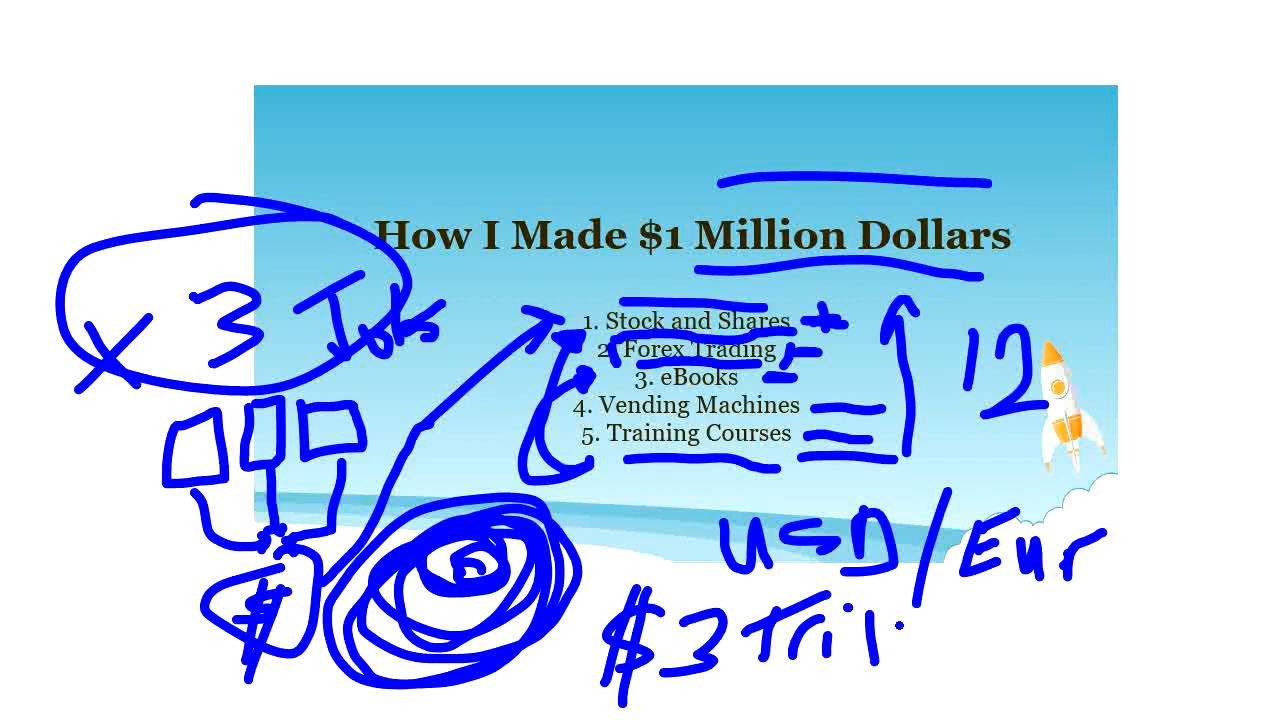 How I Made $1 Million Dollars
x 3 Jobs
1. Stock and Shares
2. Forex Trading
3. eBooks
4. Vending Machines
5. Training Courses
12
USD/Eur
$
$3 Tril